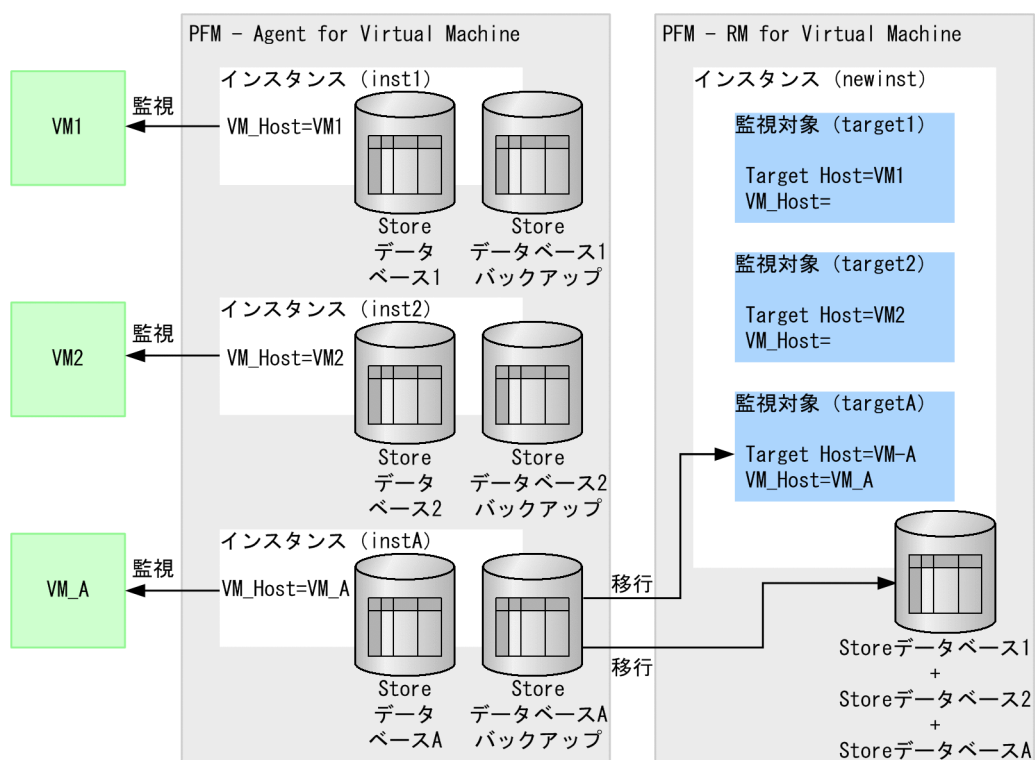 PFM - Agent for Virtual Machine
インスタンス (inst1)
VM1
監視
VM_Host=VM1
Store
データ
ベース1
Store
データベース1
バックアップ
インスタンス (inst2)
VM2
監視
VM_Host=VM2
Store
データ
ベース2
Store
データベース2
バックアップ
インスタンス (instA)
VM_A
監視
VM_Host=VM_A
Store
データ
ベースA
Store
データベースA
バックアップ
移行
移行
PFM - RM for Virtual Machine
インスタンス (newinst)
監視対象 (target1)
Target Host=VM1
VM_Host=
監視対象 (target2)
Target Host=VM2
VM_Host=
監視対象 (targetA)
Target Host=VM-A
VM_Host=VM_A
Storeデータベース1
+
Storeデータベース2
+
StoreデータベースA